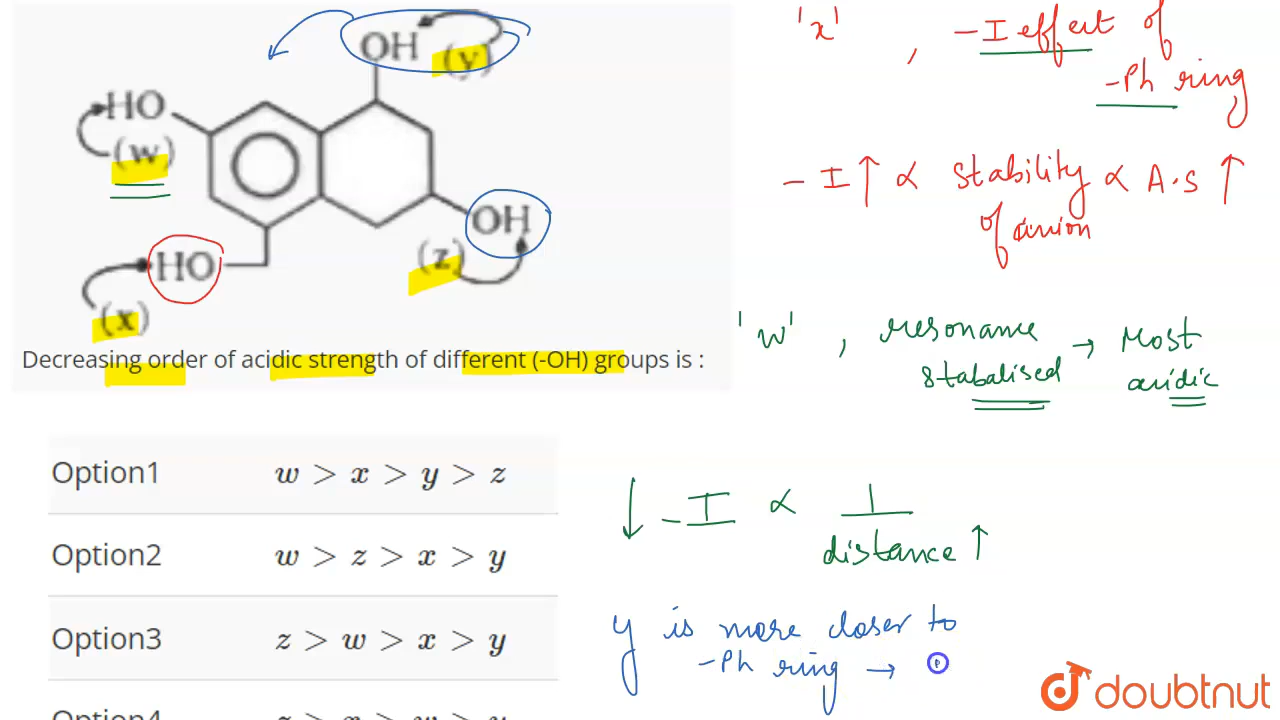 OH
(y)
HO
(w)
OH
(z)
HO
(x)
Decreasing order of acidic strength of different (-OH) groups is :
Option1 w > x > y > z
Option2 w > z > x > y
Option3 z > w > x > y
Option4 z > x > w > y
'x' , -I effect of
-Ph ring
-I ↑ ∝ stability ∝ A.S ↑
of anion
'w' , resonance → Most
stabalised acidic
↓ -I ∝ 1
distance ↑
y is more closer to
-Ph ring →
doubtnut